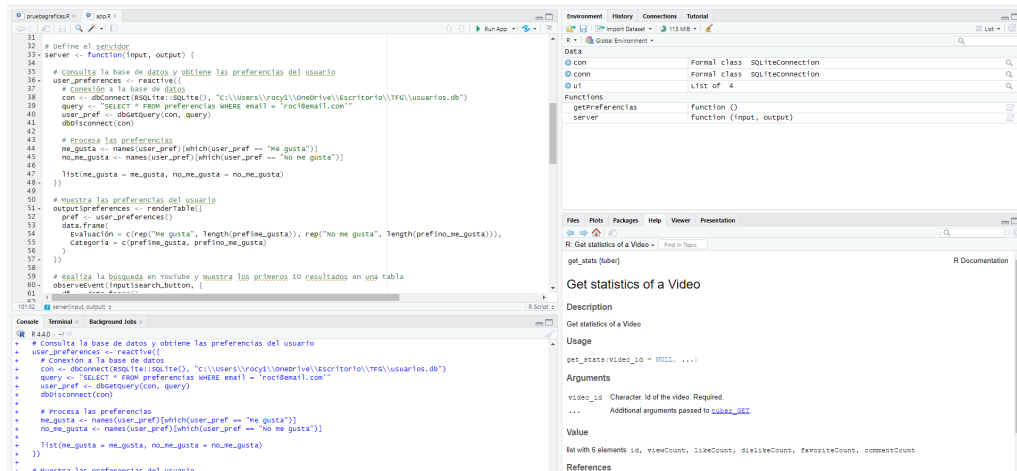 pruebagraficas.R × app.R ×
Run App
31
32 # Define el servidor
33 server <- function(input, output) {
34
35 # Consulta la base de datos y obtiene las preferencias del usuario
36 user_preferences <- reactive({
37 # Conexión a la base de datos
38 con <- dbConnect(RSQLite::SQLite(), "C:\\Users\\rocy1\\OneDrive\\Escritorio\\TFG\\usuarios.db")
39 query <- "SELECT * FROM preferencias WHERE email = 'roci@email.com'"
40 user_pref <- dbGetQuery(con, query)
41 dbDisconnect(con)
42
43 # Procesa las preferencias
44 me_gusta <- names(user_pref)[which(user_pref == "Me gusta")]
45 no_me_gusta <- names(user_pref)[which(user_pref == "No me gusta")]
46
47 list(me_gusta = me_gusta, no_me_gusta = no_me_gusta)
48 })
49
50 # Muestra las preferencias del usuario
51 output$preferences <- renderTable({
52 pref <- user_preferences()
53 data.frame(
54 Evaluación = c(rep("Me gusta", length(pref$me_gusta)), rep("No me gusta", length(pref$no_me_gusta))),
55 Categoría = c(pref$me_gusta, pref$no_me_gusta)
56 )
57 })
58
59 # Realiza la búsqueda en YouTube y muestra los primeros 10 resultados en una tabla
60 observeEvent(input$search_button, {
61
101:52 server(input, output) R Script
Console Terminal × Background Jobs ×
R 4.4.0 · ~/
+ # Consulta la base de datos y obtiene las preferencias del usuario
+ user_preferences <- reactive({
+ # Conexión a la base de datos
+ con <- dbConnect(RSQLite::SQLite(), "C:\\Users\\rocy1\\OneDrive\\Escritorio\\TFG\\usuarios.db")
+ query <- "SELECT * FROM preferencias WHERE email = 'roci@email.com'"
+ user_pref <- dbGetQuery(con, query)
+ dbDisconnect(con)
+
+ # Procesa las preferencias
+ me_gusta <- names(user_pref)[which(user_pref == "Me gusta")]
+ no_me_gusta <- names(user_pref)[which(user_pref == "No me gusta")]
+
+ list(me_gusta = me_gusta, no_me_gusta = no_me_gusta)
+ })
+
+ # Muestra las preferencias del usuario
Environment History Connections Tutorial
Import Dataset 113 MiB List
R Global Environment
Data
con Formal class SQLiteConnection
conn Formal class SQLiteConnection
ui List of 4
Functions
getPreferencias function ()
server function (input, output)
Files Plots Packages Help Viewer Presentation
R: Get statistics of a Video Find in Topic
get_stats {tuber} R Documentation
Get statistics of a Video
Description
Get statistics of a Video
Usage
get_stats(video_id = NULL, ...)
Arguments
video_id Character. Id of the video. Required.
... Additional arguments passed to tuber_GET.
Value
list with 6 elements: id, viewCount, likeCount, dislikeCount, favoriteCount, commentCount
References